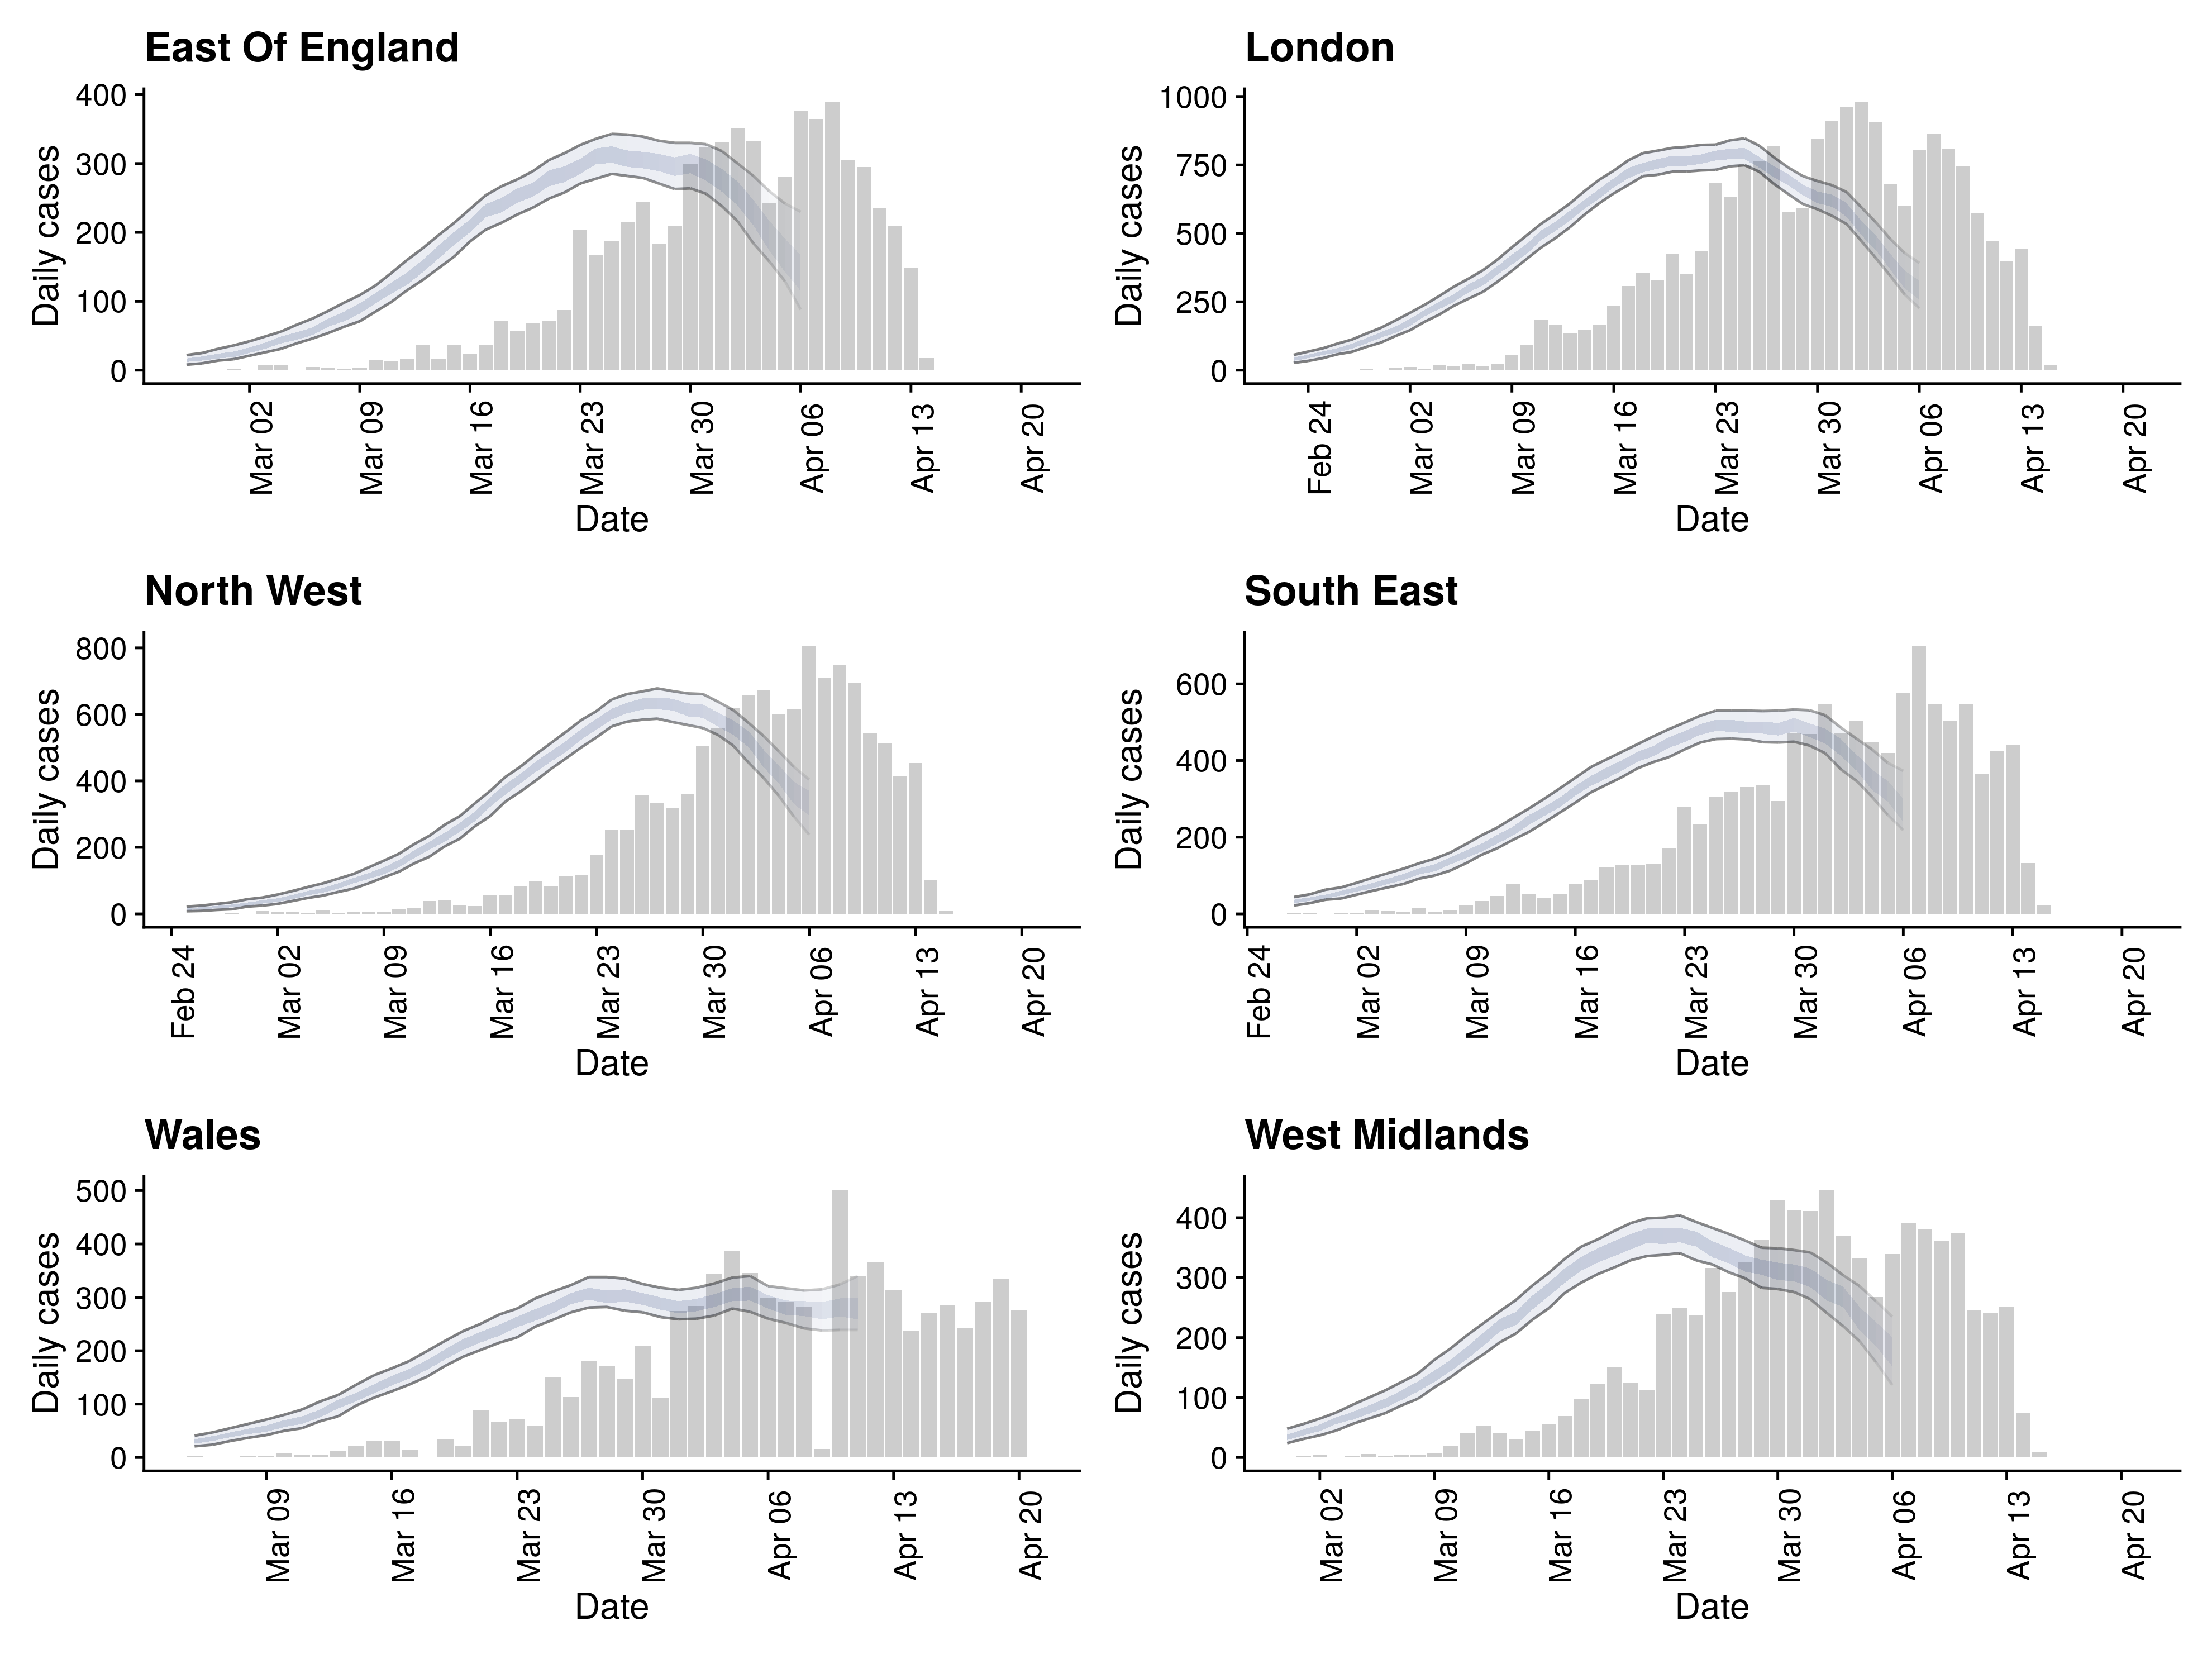 East Of England
Daily cases
400
300
200
100
0
Mar 02
Mar 09
Mar 16
Mar 23
Mar 30
Apr 06
Apr 13
Apr 20
Date
London
Daily cases
1000
750
500
250
0
Feb 24
Mar 02
Mar 09
Mar 16
Mar 23
Mar 30
Apr 06
Apr 13
Apr 20
Date
North West
Daily cases
800
600
400
200
0
Feb 24
Mar 02
Mar 09
Mar 16
Mar 23
Mar 30
Apr 06
Apr 13
Apr 20
Date
South East
Daily cases
600
400
200
0
Feb 24
Mar 02
Mar 09
Mar 16
Mar 23
Mar 30
Apr 06
Apr 13
Apr 20
Date
Wales
Daily cases
500
400
300
200
100
0
Mar 09
Mar 16
Mar 23
Mar 30
Apr 06
Apr 13
Apr 20
Date
West Midlands
Daily cases
400
300
200
100
0
Mar 02
Mar 09
Mar 16
Mar 23
Mar 30
Apr 06
Apr 13
Apr 20
Date